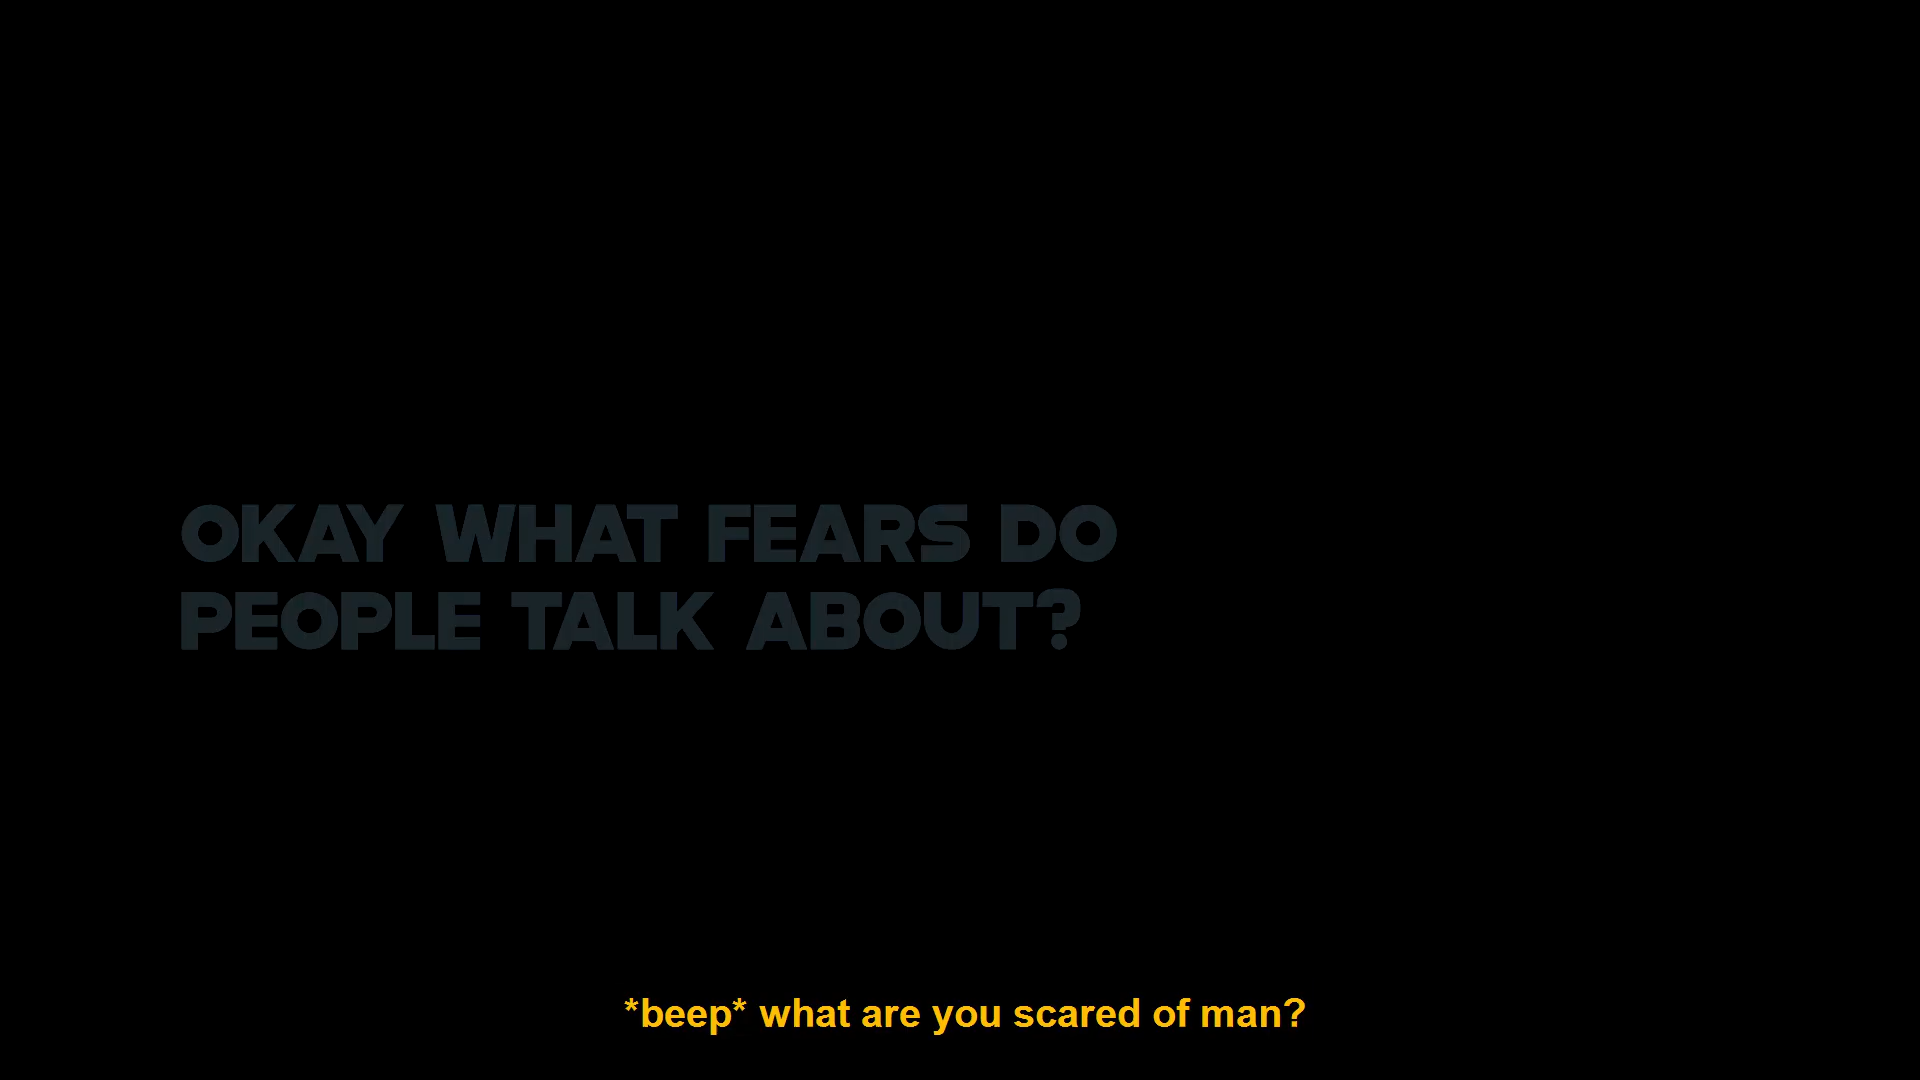 OKAY WHAT FEARS DO
PEOPLE TALK ABOUT?
*beep* what are you scared of man?